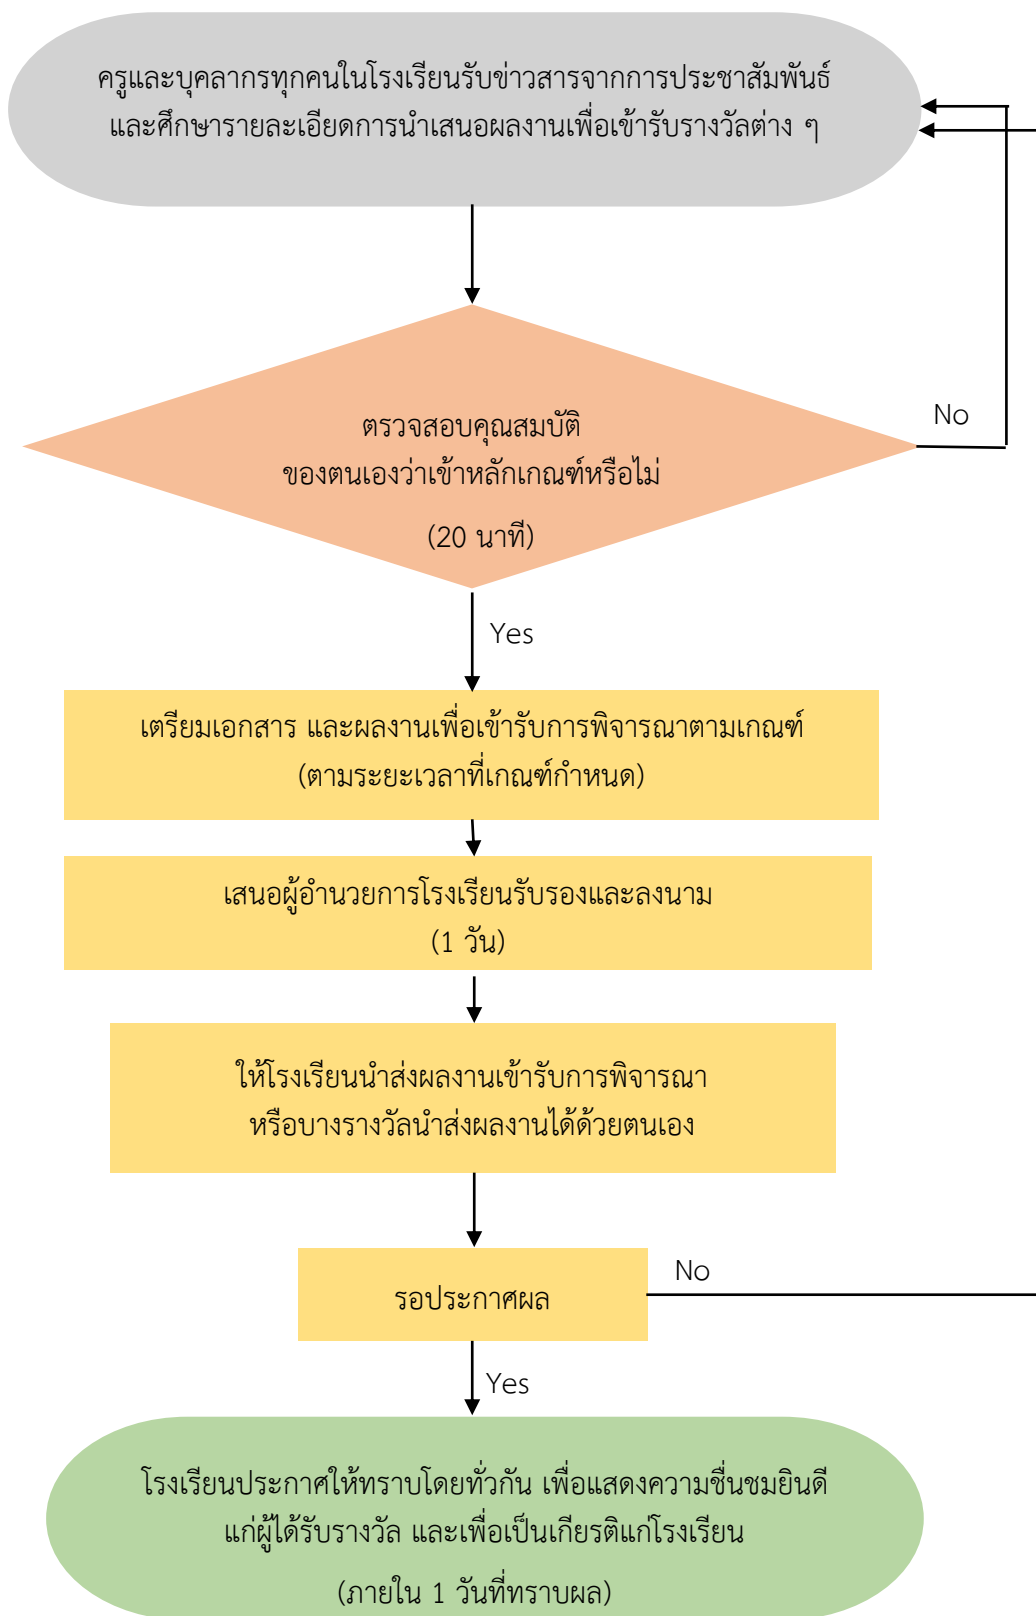 ครูและบุคลากรทุกคนในโรงเรียนรับข่าวสารจากการประชาสัมพันธ์
และศึกษารายละเอียดการนำเสนอผลงานเพื่อเข้ารับรางวัลต่าง ๆ
ตรวจสอบคุณสมบัติ
ของตนเองว่าเข้าหลักเกณฑ์หรือไม่
(20 นาที)
No
Yes
เตรียมเอกสาร และผลงานเพื่อเข้ารับการพิจารณาตามเกณฑ์
(ตามระยะเวลาที่เกณฑ์กำหนด)
เสนอผู้อำนวยการโรงเรียนรับรองและลงนาม
(1 วัน)
ให้โรงเรียนนำส่งผลงานเข้ารับการพิจารณา
หรือบางรางวัลนำส่งผลงานได้ด้วยตนเอง
รอประกาศผล
No
Yes
โรงเรียนประกาศให้ทราบโดยทั่วกัน เพื่อแสดงความชื่นชมยินดี
แก่ผู้ได้รับรางวัล และเพื่อเป็นเกียรติแก่โรงเรียน
(ภายใน 1 วันที่ทราบผล)